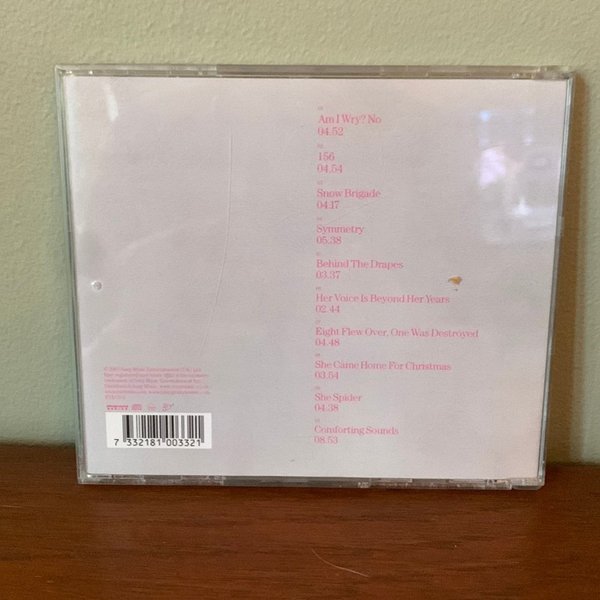 Am I Wry? No
04.52
156
04.54
Snow Brigade
04.17
Symmetry
05.38
Behind The Drapes
03.37
Her Voice Is Beyond Her Years
02.44
Eight Flew Over, One Was Destroyed
04.48
She Came Home For Christmas
03.54
She Spider
04.38
Comforting Sounds
08.53
7 332181 003321